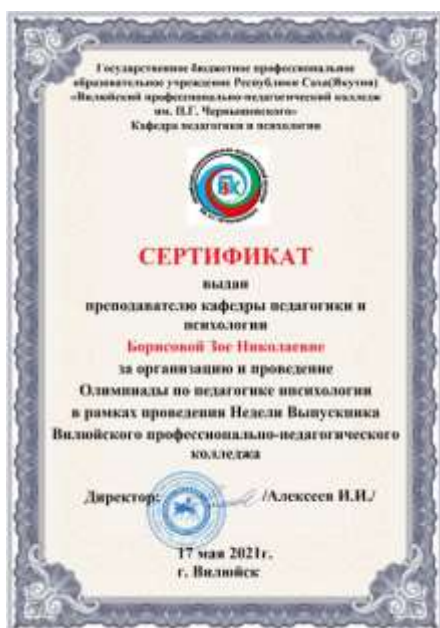 Государственное бюджетное профессиональное
образовательное учреждение Республики Саха(Якутия)
«Вилюйский профессионально-педагогический колледж
им. Н.Г. Чернышевского»
Кафедра педагогики и психологии
ВПК
СЕРТИФИКАТ
выдан
преподавателю кафедры педагогики и
психологии
Борисовой Зое Николаевне
за организацию и проведение
Олимпиады по педагогике ипсихологии
в рамках проведения Недели Выпускника
Вилюйского профессионально-педагогического
колледжа
Директор: /Алексеев И.И./
17 мая 2021г.
г. Вилюйск